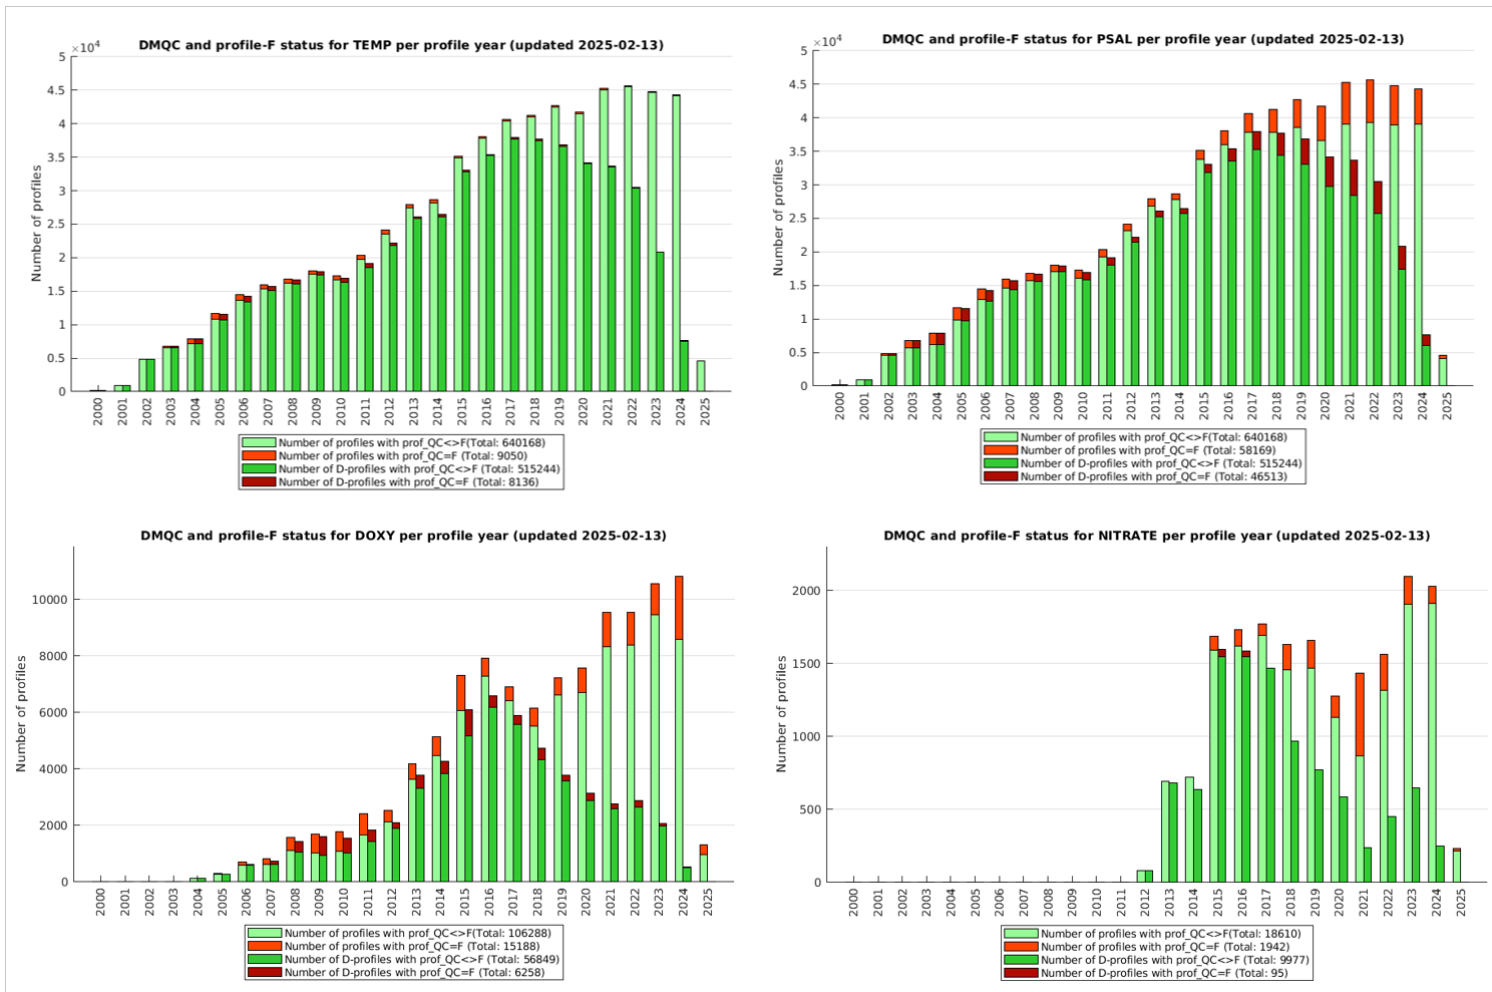 DMQC and profile-F status for TEMP per profile year (updated 2025-02-13)
×10⁴
5
4.5
4
3.5
3
2.5
2
1.5
1
0.5
0
Number of profiles
2000 2001 2002 2003 2004 2005 2006 2007 2008 2009 2010 2011 2012 2013 2014 2015 2016 2017 2018 2019 2020 2021 2022 2023 2024 2025
Number of profiles with prof_QC<>F(Total: 640168)
Number of profiles with prof_QC=F (Total: 9050)
Number of D-profiles with prof_QC<>F (Total: 515244)
Number of D-profiles with prof_QC=F (Total: 8136)
DMQC and profile-F status for PSAL per profile year (updated 2025-02-13)
×10⁴
5
4.5
4
3.5
3
2.5
2
1.5
1
0.5
0
Number of profiles
2000 2001 2002 2003 2004 2005 2006 2007 2008 2009 2010 2011 2012 2013 2014 2015 2016 2017 2018 2019 2020 2021 2022 2023 2024 2025
Number of profiles with prof_QC<>F(Total: 640168)
Number of profiles with prof_QC=F (Total: 58169)
Number of D-profiles with prof_QC<>F (Total: 515244)
Number of D-profiles with prof_QC=F (Total: 46513)
DMQC and profile-F status for DOXY per profile year (updated 2025-02-13)
10000
8000
6000
4000
2000
0
Number of profiles
2000 2001 2002 2003 2004 2005 2006 2007 2008 2009 2010 2011 2012 2013 2014 2015 2016 2017 2018 2019 2020 2021 2022 2023 2024 2025
Number of profiles with prof_QC<>F(Total: 106288)
Number of profiles with prof_QC=F (Total: 15188)
Number of D-profiles with prof_QC<>F (Total: 56849)
Number of D-profiles with prof_QC=F (Total: 6258)
DMQC and profile-F status for NITRATE per profile year (updated 2025-02-13)
2000
1500
1000
500
0
Number of profiles
2000 2001 2002 2003 2004 2005 2006 2007 2008 2009 2010 2011 2012 2013 2014 2015 2016 2017 2018 2019 2020 2021 2022 2023 2024 2025
Number of profiles with prof_QC<>F(Total: 18610)
Number of profiles with prof_QC=F (Total: 1942)
Number of D-profiles with prof_QC<>F (Total: 9977)
Number of D-profiles with prof_QC=F (Total: 95)